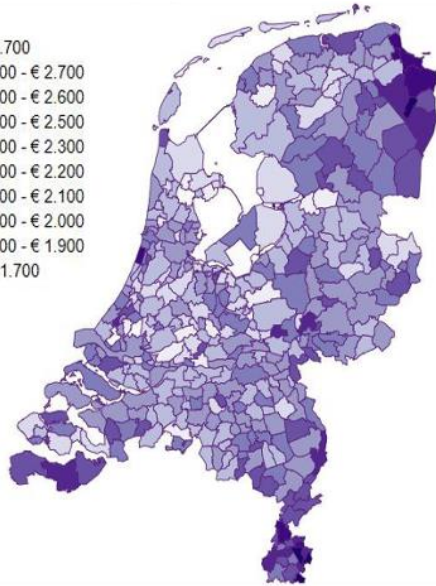 .700
00 - € 2.700
00 - € 2.600
00 - € 2.500
00 - € 2.300
00 - € 2.200
00 - € 2.100
00 - € 2.000
00 - € 1.900
1.700